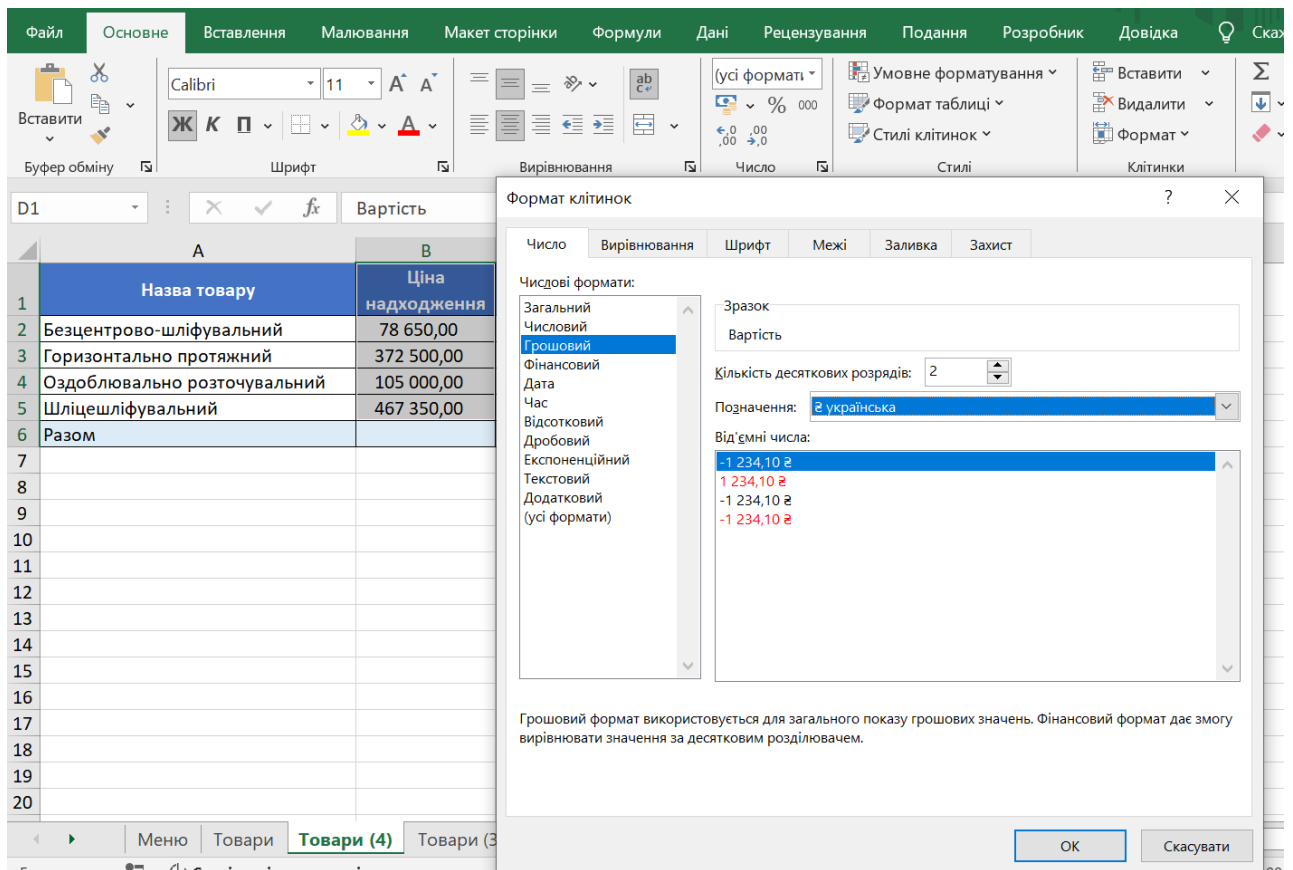 Файл Основне Вставлення Малювання Макет сторінки Формули Дані Рецензування Подання Розробник Довідка
Вставити
Буфер обміну
Calibri 11 A A
Ж К П A
Шрифт
ab c
Вирівнювання
% 000
,0 ,00
,00 ,0
Число
Умовне форматування
Формат таблиці
Стилі клітинок
Стилі
Вставити
Видалити
Формат
Клітинки
Σ
D1 fx Вартість
A B
1 Назва товару Ціна надходження
2 Безцентрово-шліфувальний 78 650,00
3 Горизонтально протяжний 372 500,00
4 Оздоблювально розточувальний 105 000,00
5 Шліцешліфувальний 467 350,00
6 Разом
7
8
9
10
11
12
13
14
15
16
17
18
19
20
Меню Товари Товари (4) Товари (3
Формат клітинок ?
Число Вирівнювання Шрифт Межі Заливка Захист
Числові формати:
Загальний
Числовий
Грошовий
Фінансовий
Дата
Час
Відсотковий
Дробовий
Експоненційний
Текстовий
Додатковий
(усі формати)
Зразок
Вартість
Кількість десяткових розрядів: 2
Позначення: ₴ українська
Від'ємні числа:
-1 234,10 ₴
1 234,10 ₴
-1 234,10 ₴
-1 234,10 ₴
Грошовий формат використовується для загального показу грошових значень. Фінансовий формат дає змогу
вирівнювати значення за десятковим розділювачем.
OK Скасувати